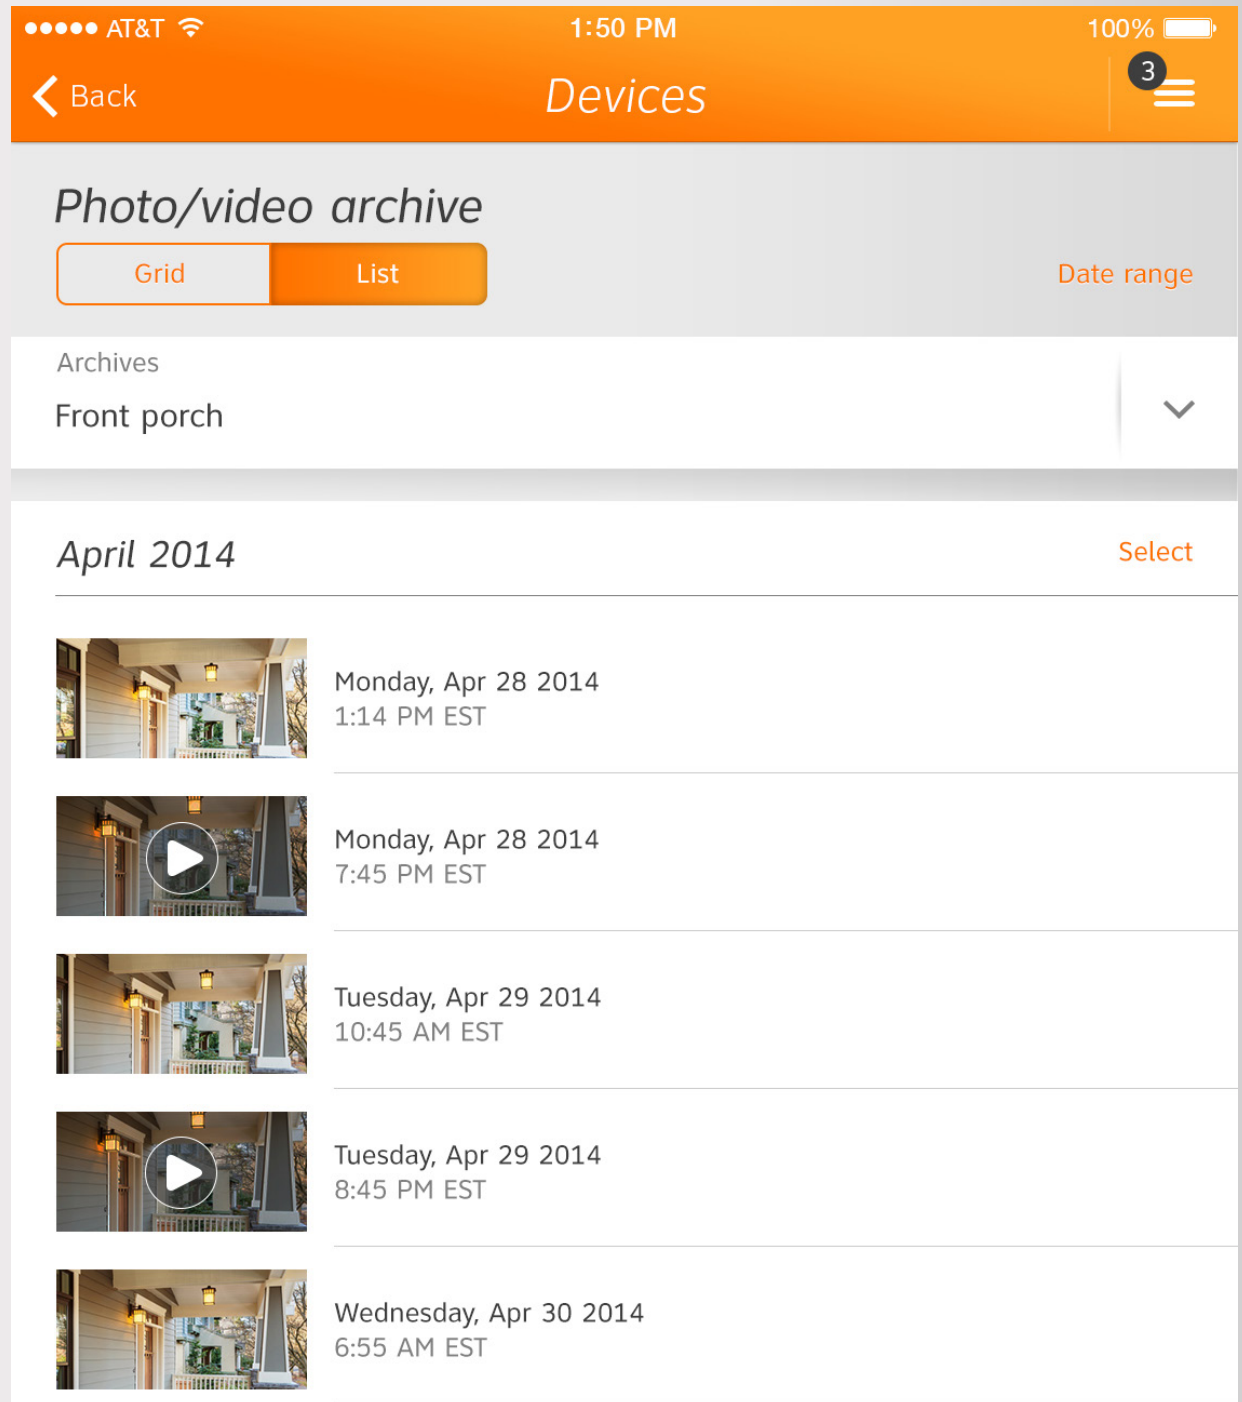 AT&T 1:50 PM 100%
Back Devices 3
Photo/video archive
Grid List Date range
Archives
Front porch
April 2014 Select
Monday, Apr 28 2014
1:14 PM EST
Monday, Apr 28 2014
7:45 PM EST
Tuesday, Apr 29 2014
10:45 AM EST
Tuesday, Apr 29 2014
8:45 PM EST
Wednesday, Apr 30 2014
6:55 AM EST